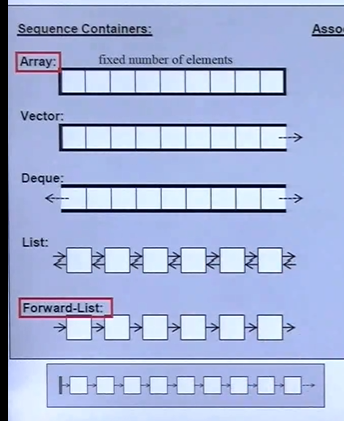 Sequence Containers:
Asso
Array:
fixed number of elements
Vector:
Deque:
List:
Forward-List: